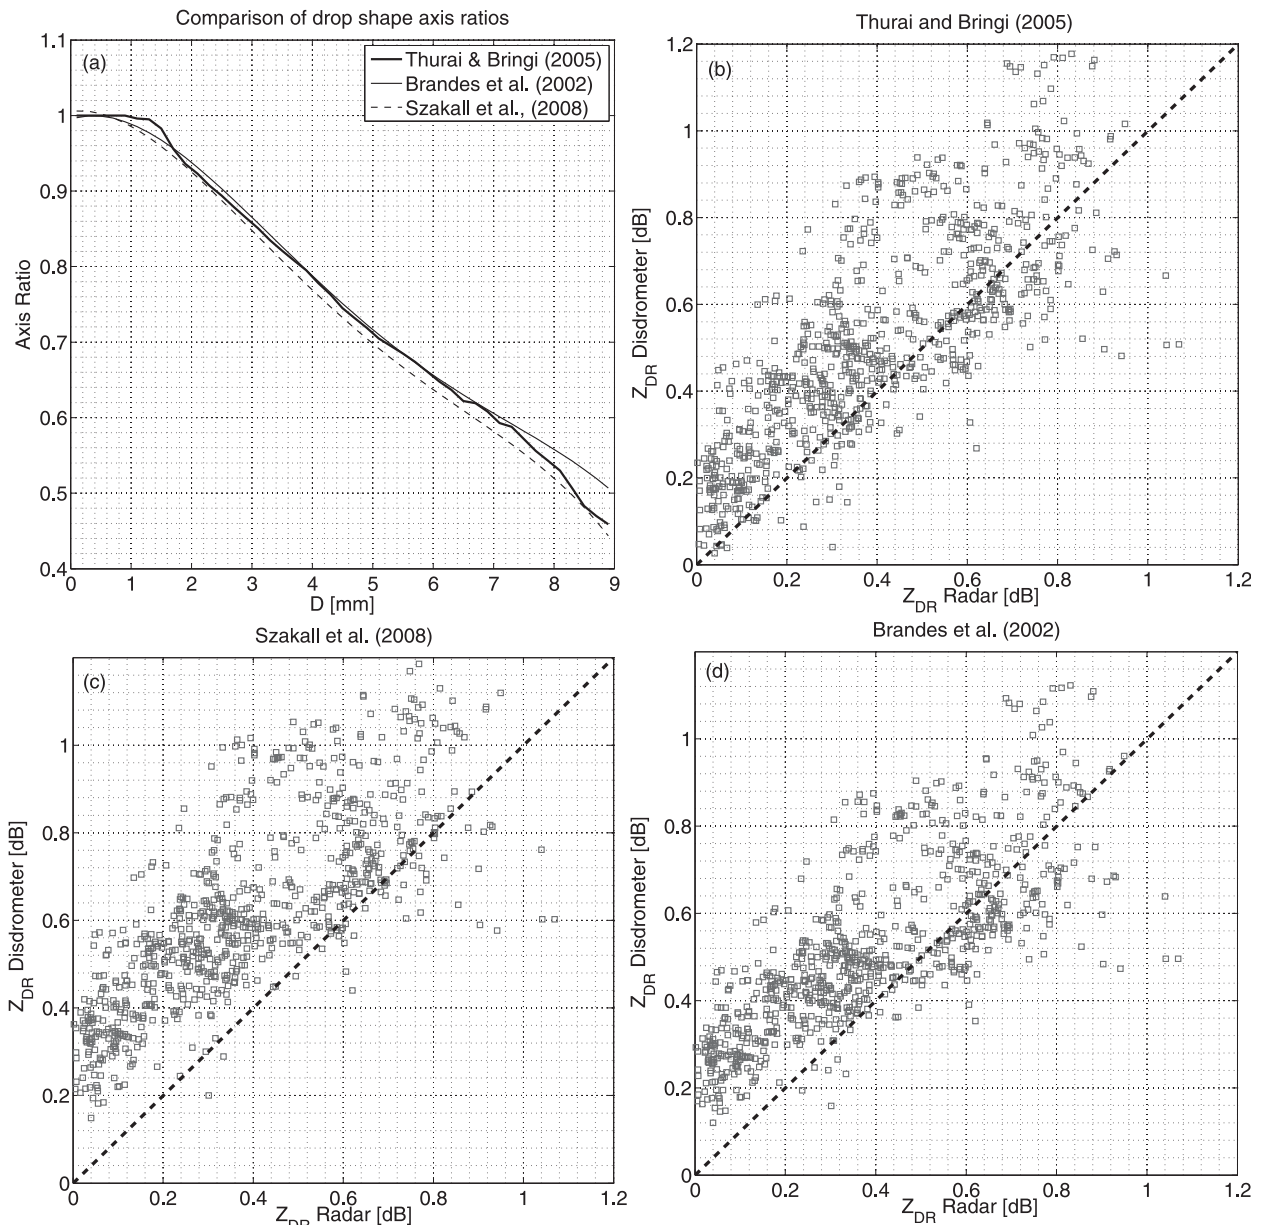 Comparison of drop shape axis ratios
(a)
Thurai & Bringi (2005)
Brandes et al. (2002)
Szakall et al., (2008)
1.1
1
0.9
0.8
0.7
0.6
0.5
0.4
Axis Ratio
0 1 2 3 4 5 6 7 8 9
D [mm]
Thurai and Bringi (2005)
(b)
1.2
1
0.8
0.6
0.4
0.2
0
ZDR Disdrometer [dB]
0 0.2 0.4 0.6 0.8 1 1.2
ZDR Radar [dB]
Szakall et al. (2008)
(c)
1
0.8
0.6
0.4
0.2
0
ZDR Disdrometer [dB]
0 0.2 0.4 0.6 0.8 1 1.2
ZDR Radar [dB]
Brandes et al. (2002)
(d)
1
0.8
0.6
0.4
0.2
0
ZDR Disdrometer [dB]
0 0.2 0.4 0.6 0.8 1 1.2
ZDR Radar [dB]